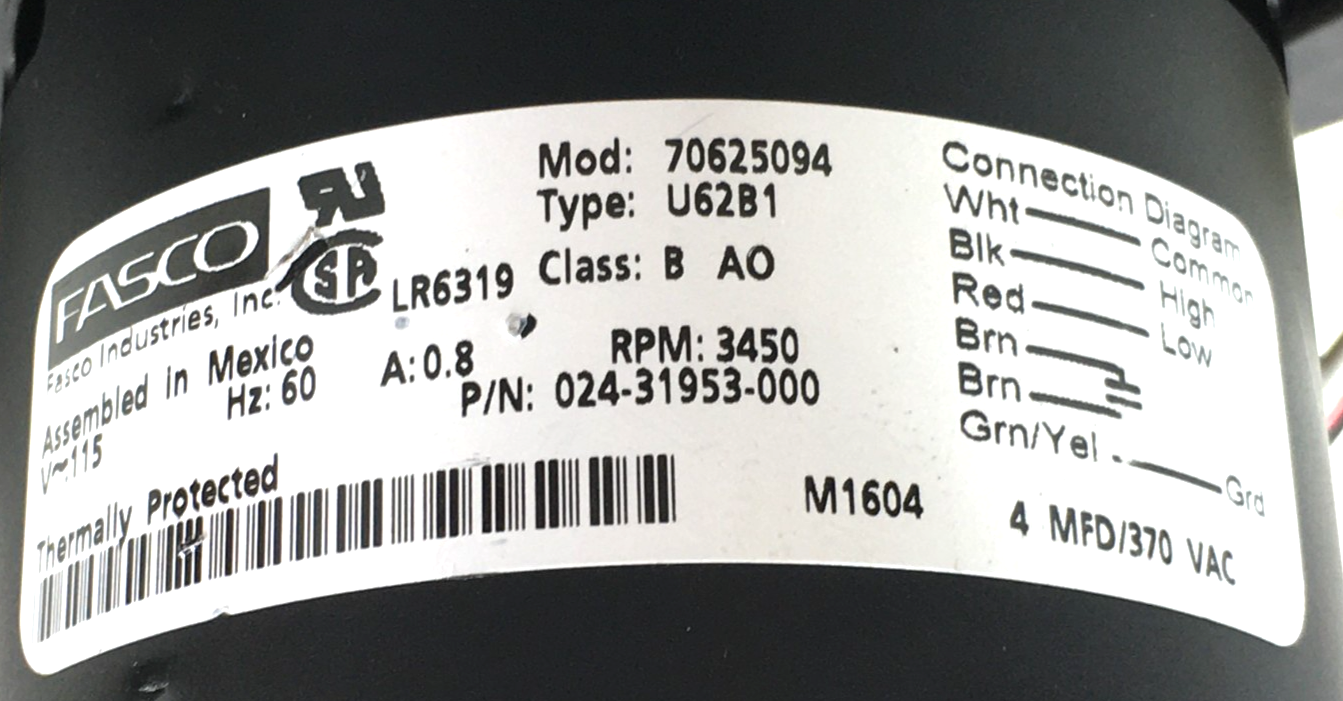 FASCO
Fasco Industries, Inc.
Assembled in Mexico
V~:115
Hz: 60
Thermally Protected
LR6319
A: 0.8
Mod: 70625094
Type: U62B1
Class: B AO
RPM: 3450
P/N: 024-31953-000
M1604
Connection Diagram
Wht Common
Blk High
Red Low
Brn
Brn
Grn/Yel Grd
4 MFD/370 VAC